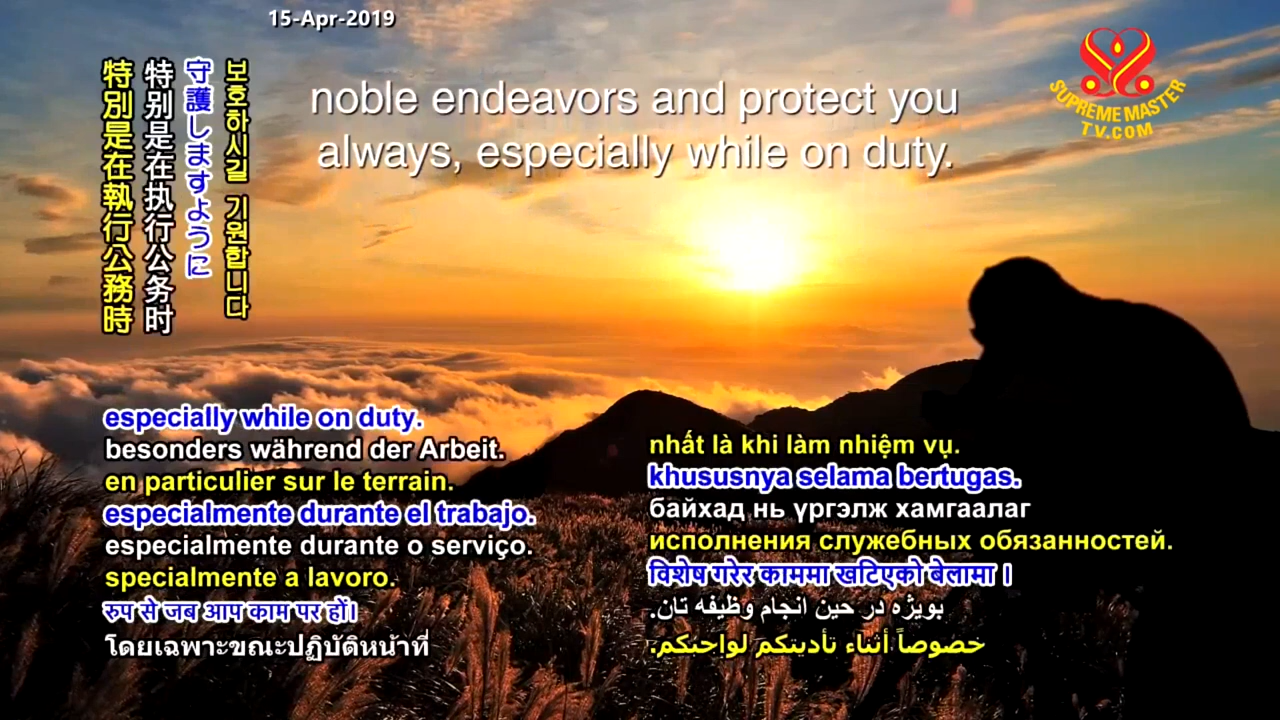 15-Apr-2019
noble endeavors and protect you
always, especially while on duty.
SUPREME MASTER
TV.COM
보호하시길 기원합니다
守護しますように
特别是在执行公务时
特別是在執行公務時
especially while on duty.
besonders während der Arbeit.
en particulier sur le terrain.
especialmente durante el trabajo.
especialmente durante o serviço.
specialmente a lavoro.
रुप से जब आप काम पर हों।
โดยเฉพาะขณะปฏิบัติหน้าที่
nhất là khi làm nhiệm vụ.
khususnya selama bertugas.
байхад нь үргэлж хамгаалаг
исполнения служебных обязанностей.
विशेष गरेर काममा खटिएको बेलामा ।
بویژه در حین انجام وظیفه تان.
خصوصاً أثناء تأديتكم لواجبكم.